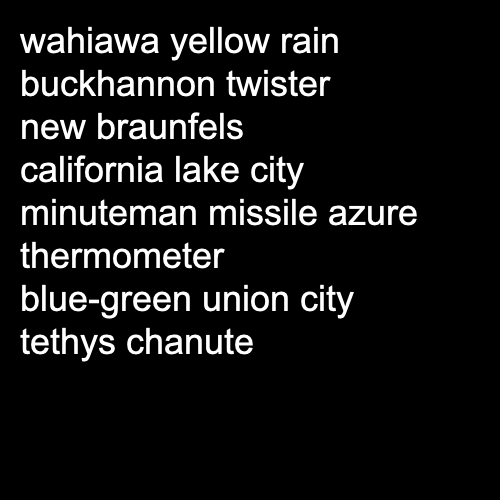 wahiawa yellow rain
buckhannon twister
new braunfels
california lake city
minuteman missile azure
thermometer
blue-green union city
tethys chanute